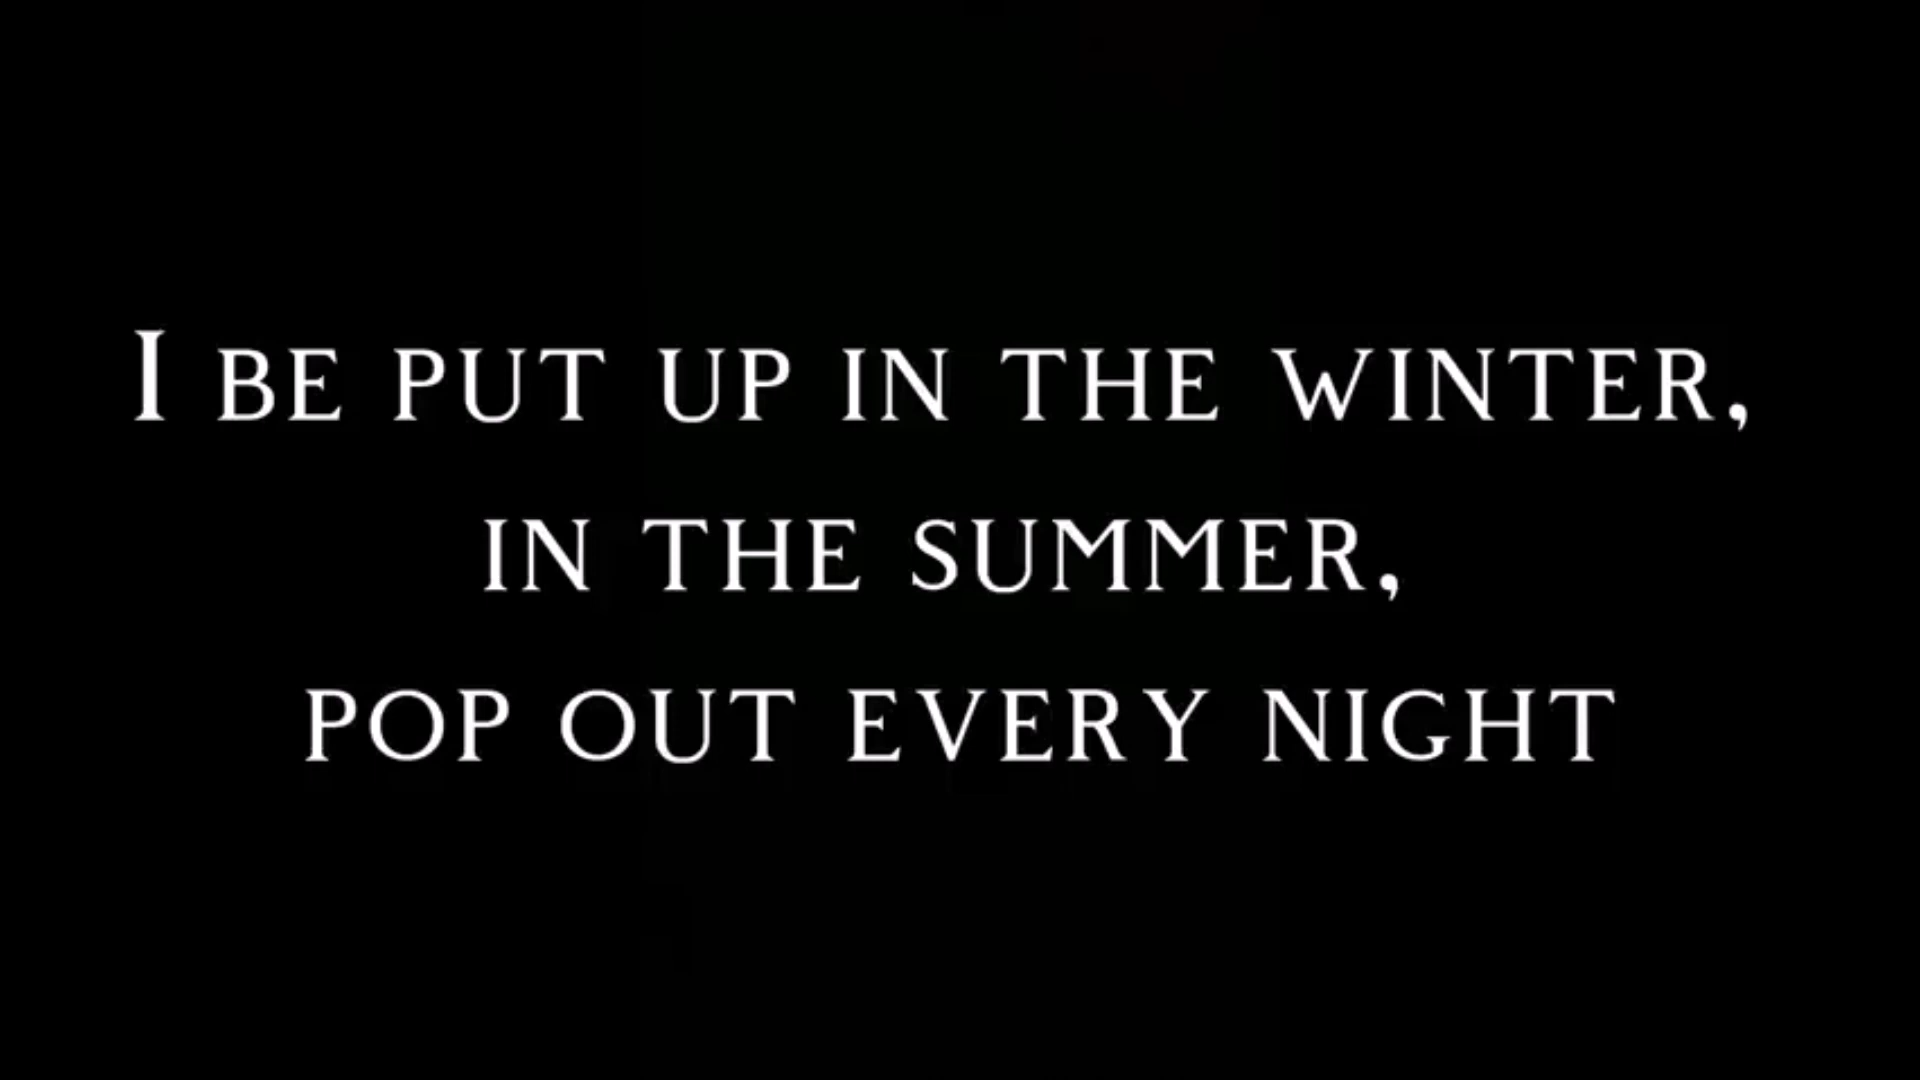 I BE PUT UP IN THE WINTER,
IN THE SUMMER,
POP OUT EVERY NIGHT